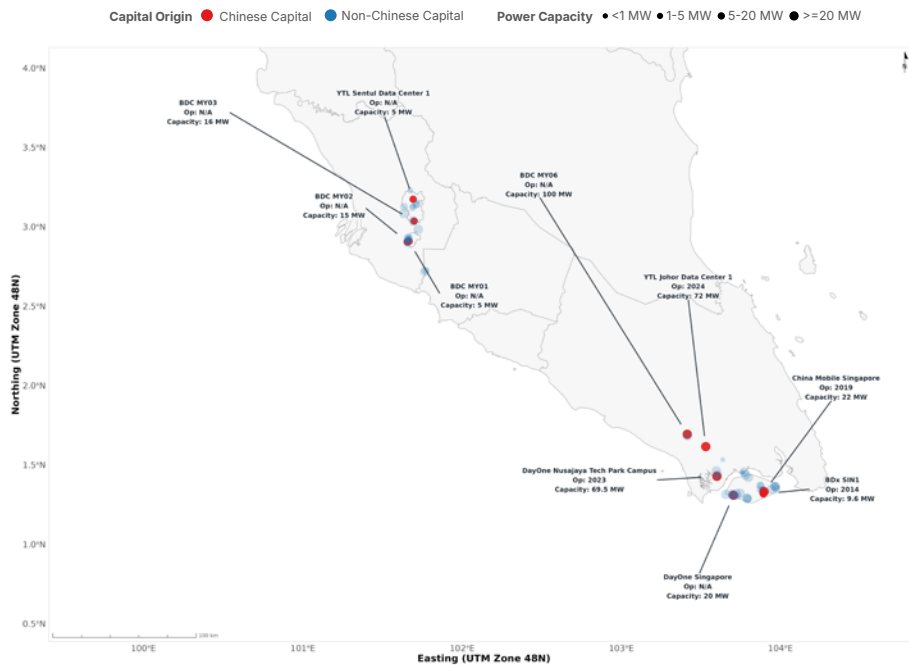 Capital Origin Chinese Capital Non-Chinese Capital Power Capacity <1 MW 1-5 MW 5-20 MW >=20 MW
4.0°N
3.5°N
3.0°N
2.5°N
2.0°N
1.5°N
1.0°N
0.5°N
Northing (UTM Zone 48N)
YTL Sentul Data Center 1
Op: N/A
Capacity: 5 MW
BDC MY03
Op: N/A
Capacity: 16 MW
BDC MY06
Op: N/A
Capacity: 100 MW
BDC MY02
Op: N/A
Capacity: 15 MW
BDC MY01
Op: N/A
Capacity: 5 MW
YTL Johor Data Center 1
Op: 2024
Capacity: 72 MW
China Mobile Singapore
Op: 2019
Capacity: 22 MW
DayOne Nusajaya Tech Park Campus
Op: 2023
Capacity: 69.5 MW
BDx SIN1
Op: 2014
Capacity: 9.6 MW
DayOne Singapore
Op: N/A
Capacity: 20 MW
100 km
100°E
101°E
102°E
103°E
104°E
Easting (UTM Zone 48N)